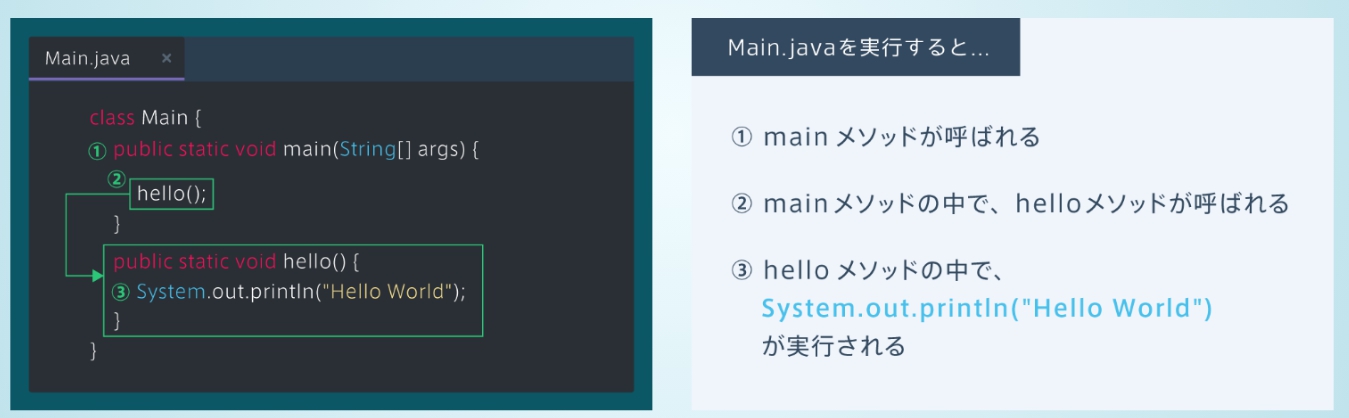 Main.java ×
class Main {
① public static void main(String[] args) {
②
hello();
}
public static void hello() {
③ System.out.println("Hello World");
}
}
Main.javaを実行すると...
① main メソッドが呼ばれる
② mainメソッドの中で、helloメソッドが呼ばれる
③ hello メソッドの中で、
System.out.println("Hello World")
が実行される